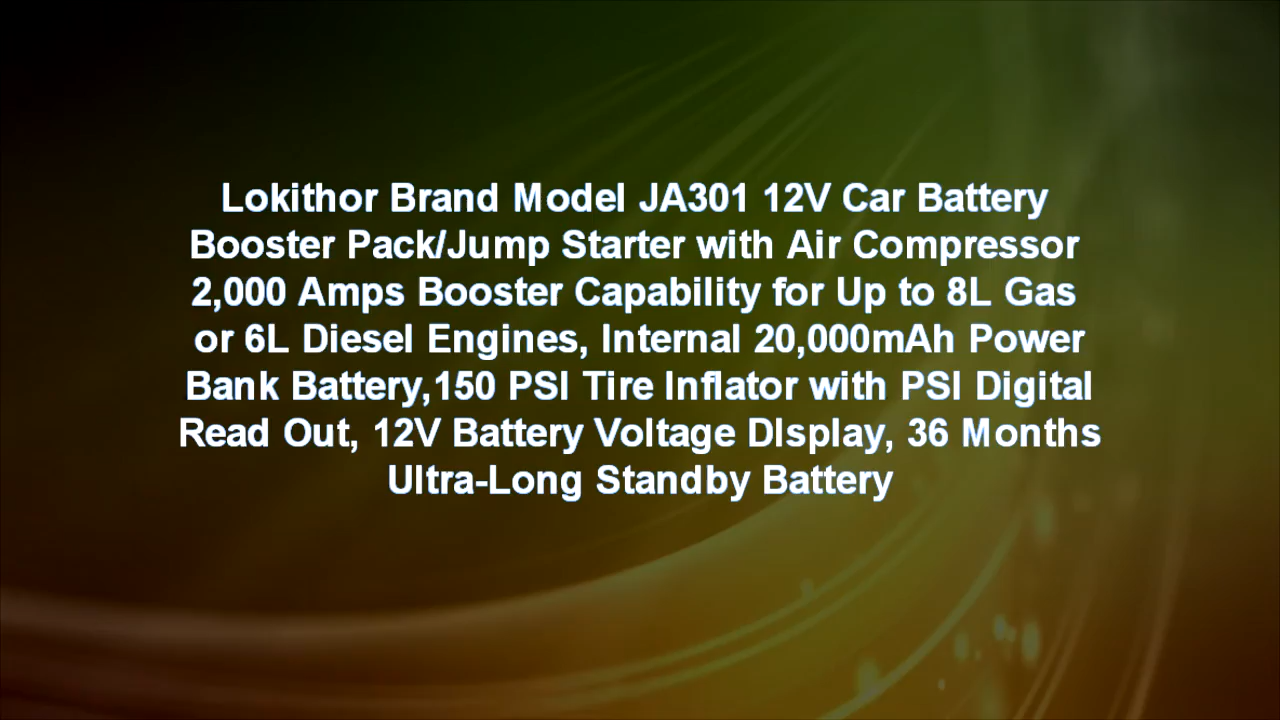 Lokithor Brand Model JA301 12V Car Battery
Booster Pack/Jump Starter with Air Compressor
2,000 Amps Booster Capability for Up to 8L Gas
or 6L Diesel Engines, Internal 20,000mAh Power
Bank Battery,150 PSI Tire Inflator with PSI Digital
Read Out, 12V Battery Voltage DIsplay, 36 Months
Ultra-Long Standby Battery